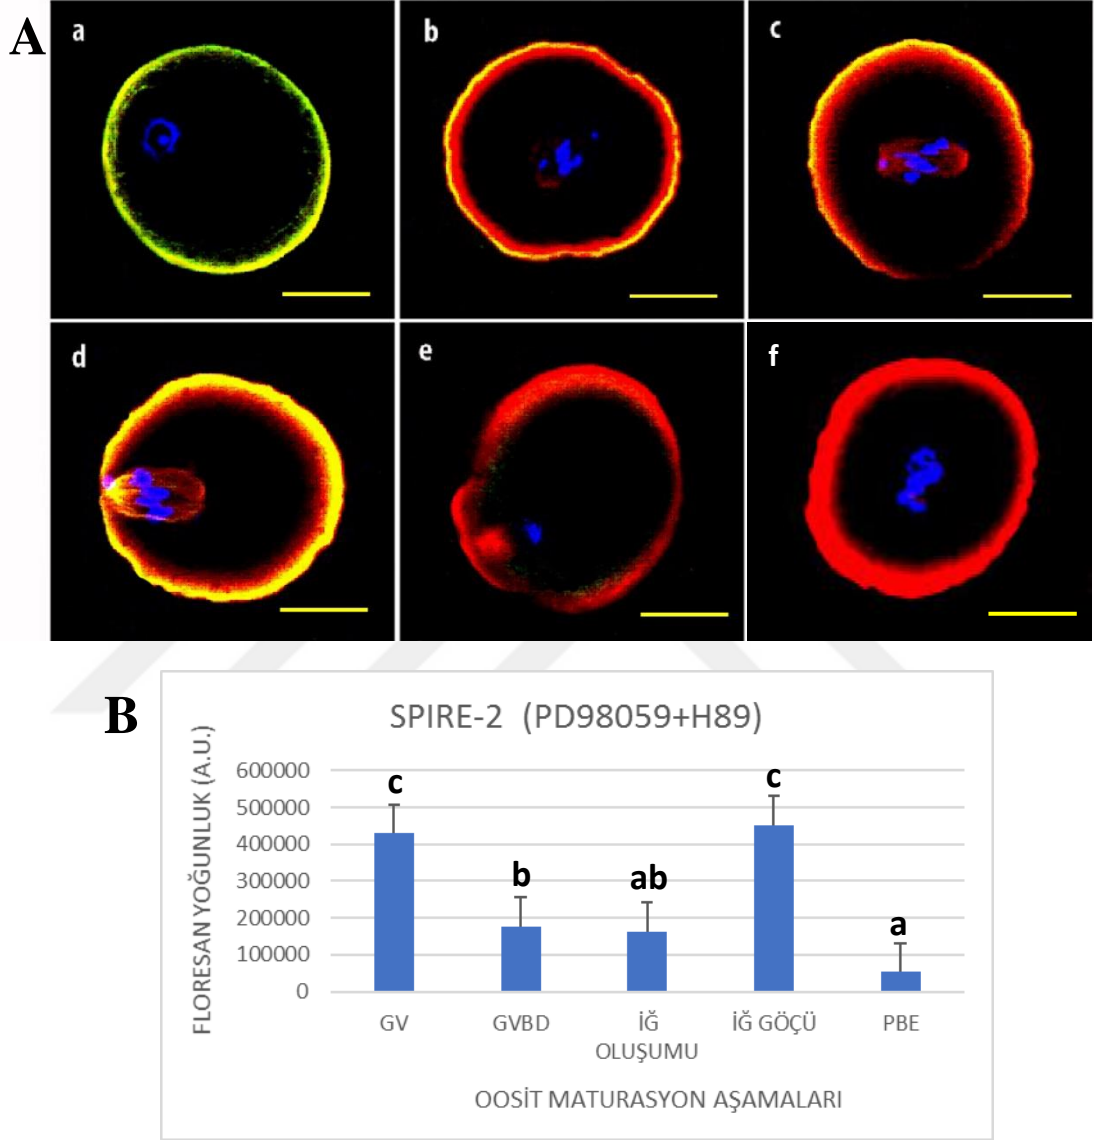 A
a
b
c
d
e
f
B
SPIRE-2 (PD98059+H89)
FLORESAN YOĞUNLUK (A.U.)
600000
500000
400000
300000
200000
100000
0
c
b
ab
c
a
GV
GVBD
İĞ
OLUŞUMU
İĞ GÖÇÜ
PBE
OOSİT MATURASYON AŞAMALARI